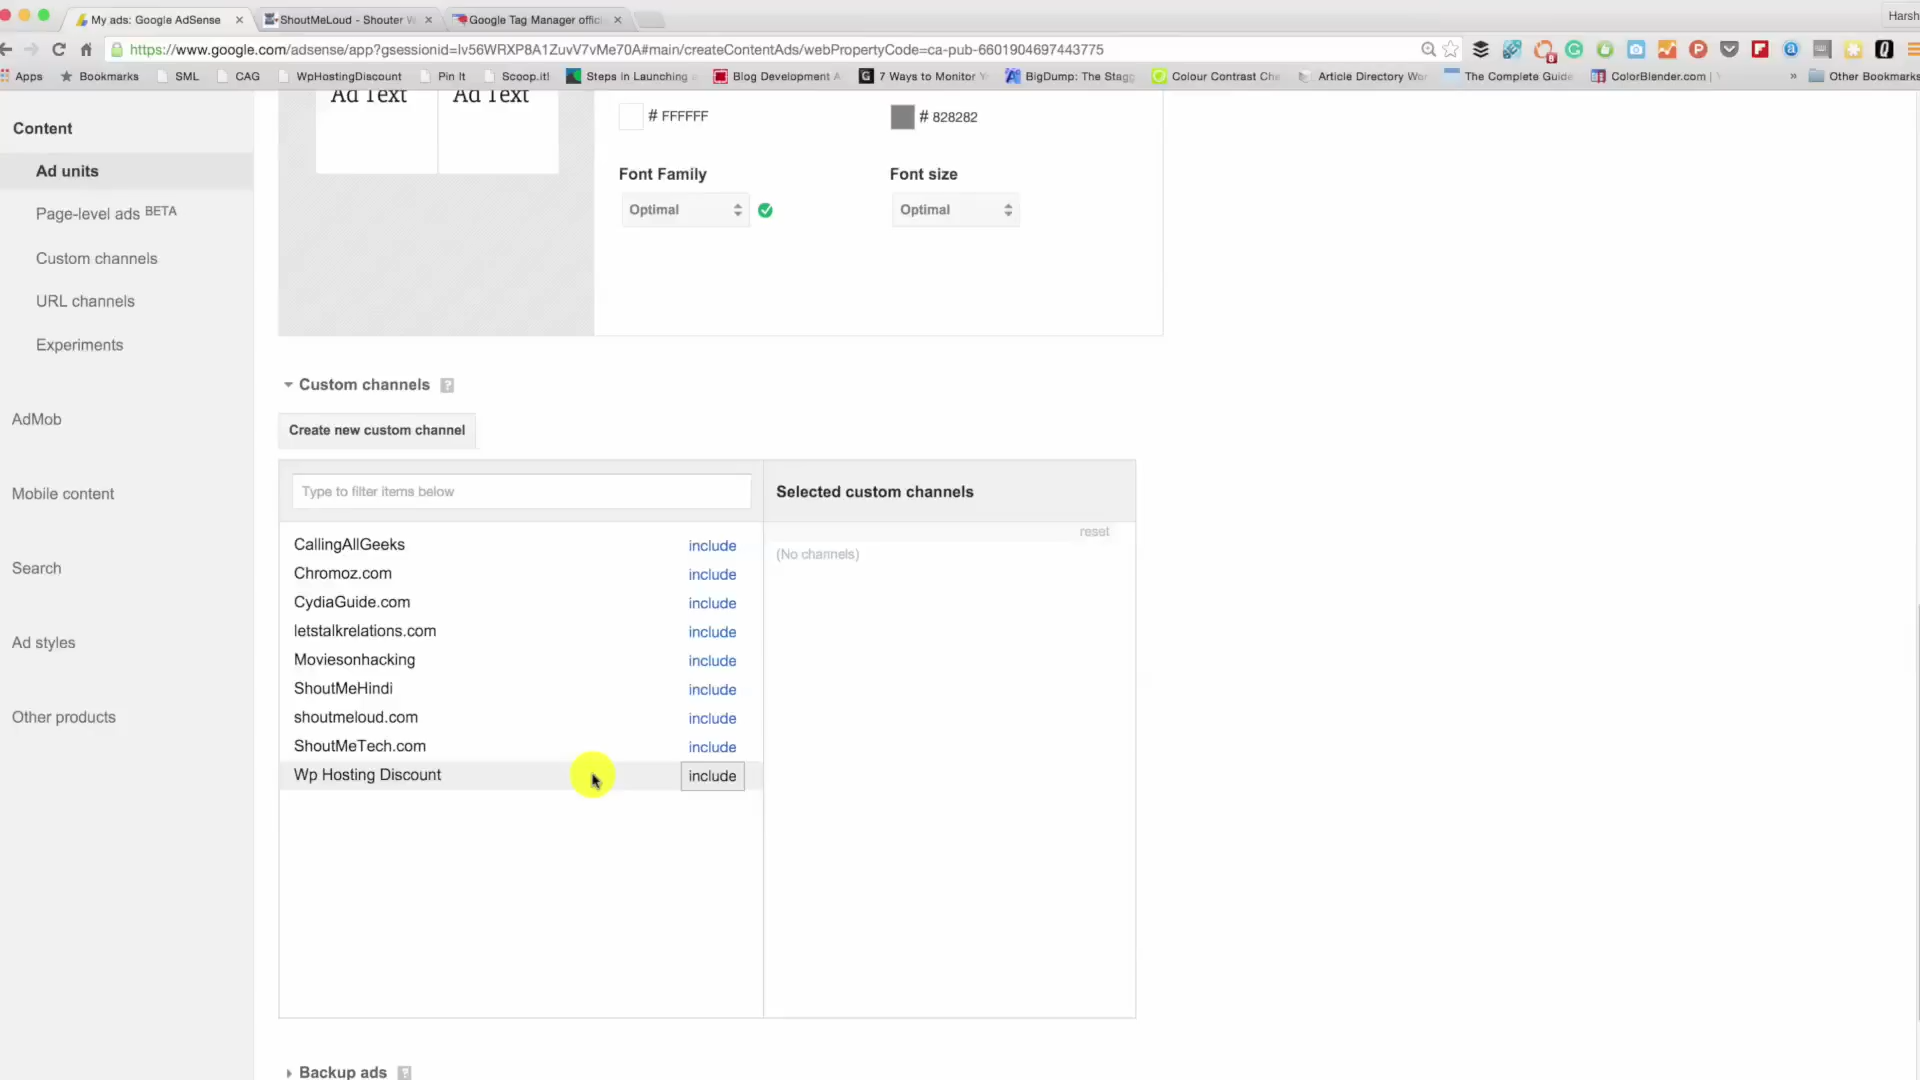 My ads: Google AdSense
ShoutMeLoud - Shouter W
Google Tag Manager offic
Harsh
https://www.google.com/adsense/app?gsessionid=Iv56WRXP8A1ZuvV7vMe70A#main/createContentAds/webPropertyCode=ca-pub-6601904697443775
Apps
Bookmarks
SML
CAG
WpHostingDiscount
Pin It
Scoop.it!
Steps in Launching
Blog Development A
7 Ways to Monitor Y
BigDump: The Stagg
Colour Contrast Che
Article Directory Wor
The Complete Guide
ColorBlender.com |
»
Other Bookmarks
Content
Ad units
Page-level ads BETA
Custom channels
URL channels
Experiments
AdMob
Mobile content
Search
Ad styles
Other products
Ad Text
Ad Text
# FFFFFF
# 828282
Font Family
Font size
Optimal
Optimal
Custom channels ?
Create new custom channel
Type to filter items below
Selected custom channels
reset
(No channels)
CallingAllGeeks include
Chromoz.com include
CydiaGuide.com include
letstalkrelations.com include
Moviesonhacking include
ShoutMeHindi include
shoutmeloud.com include
ShoutMeTech.com include
Wp Hosting Discount include
Backup ads ?